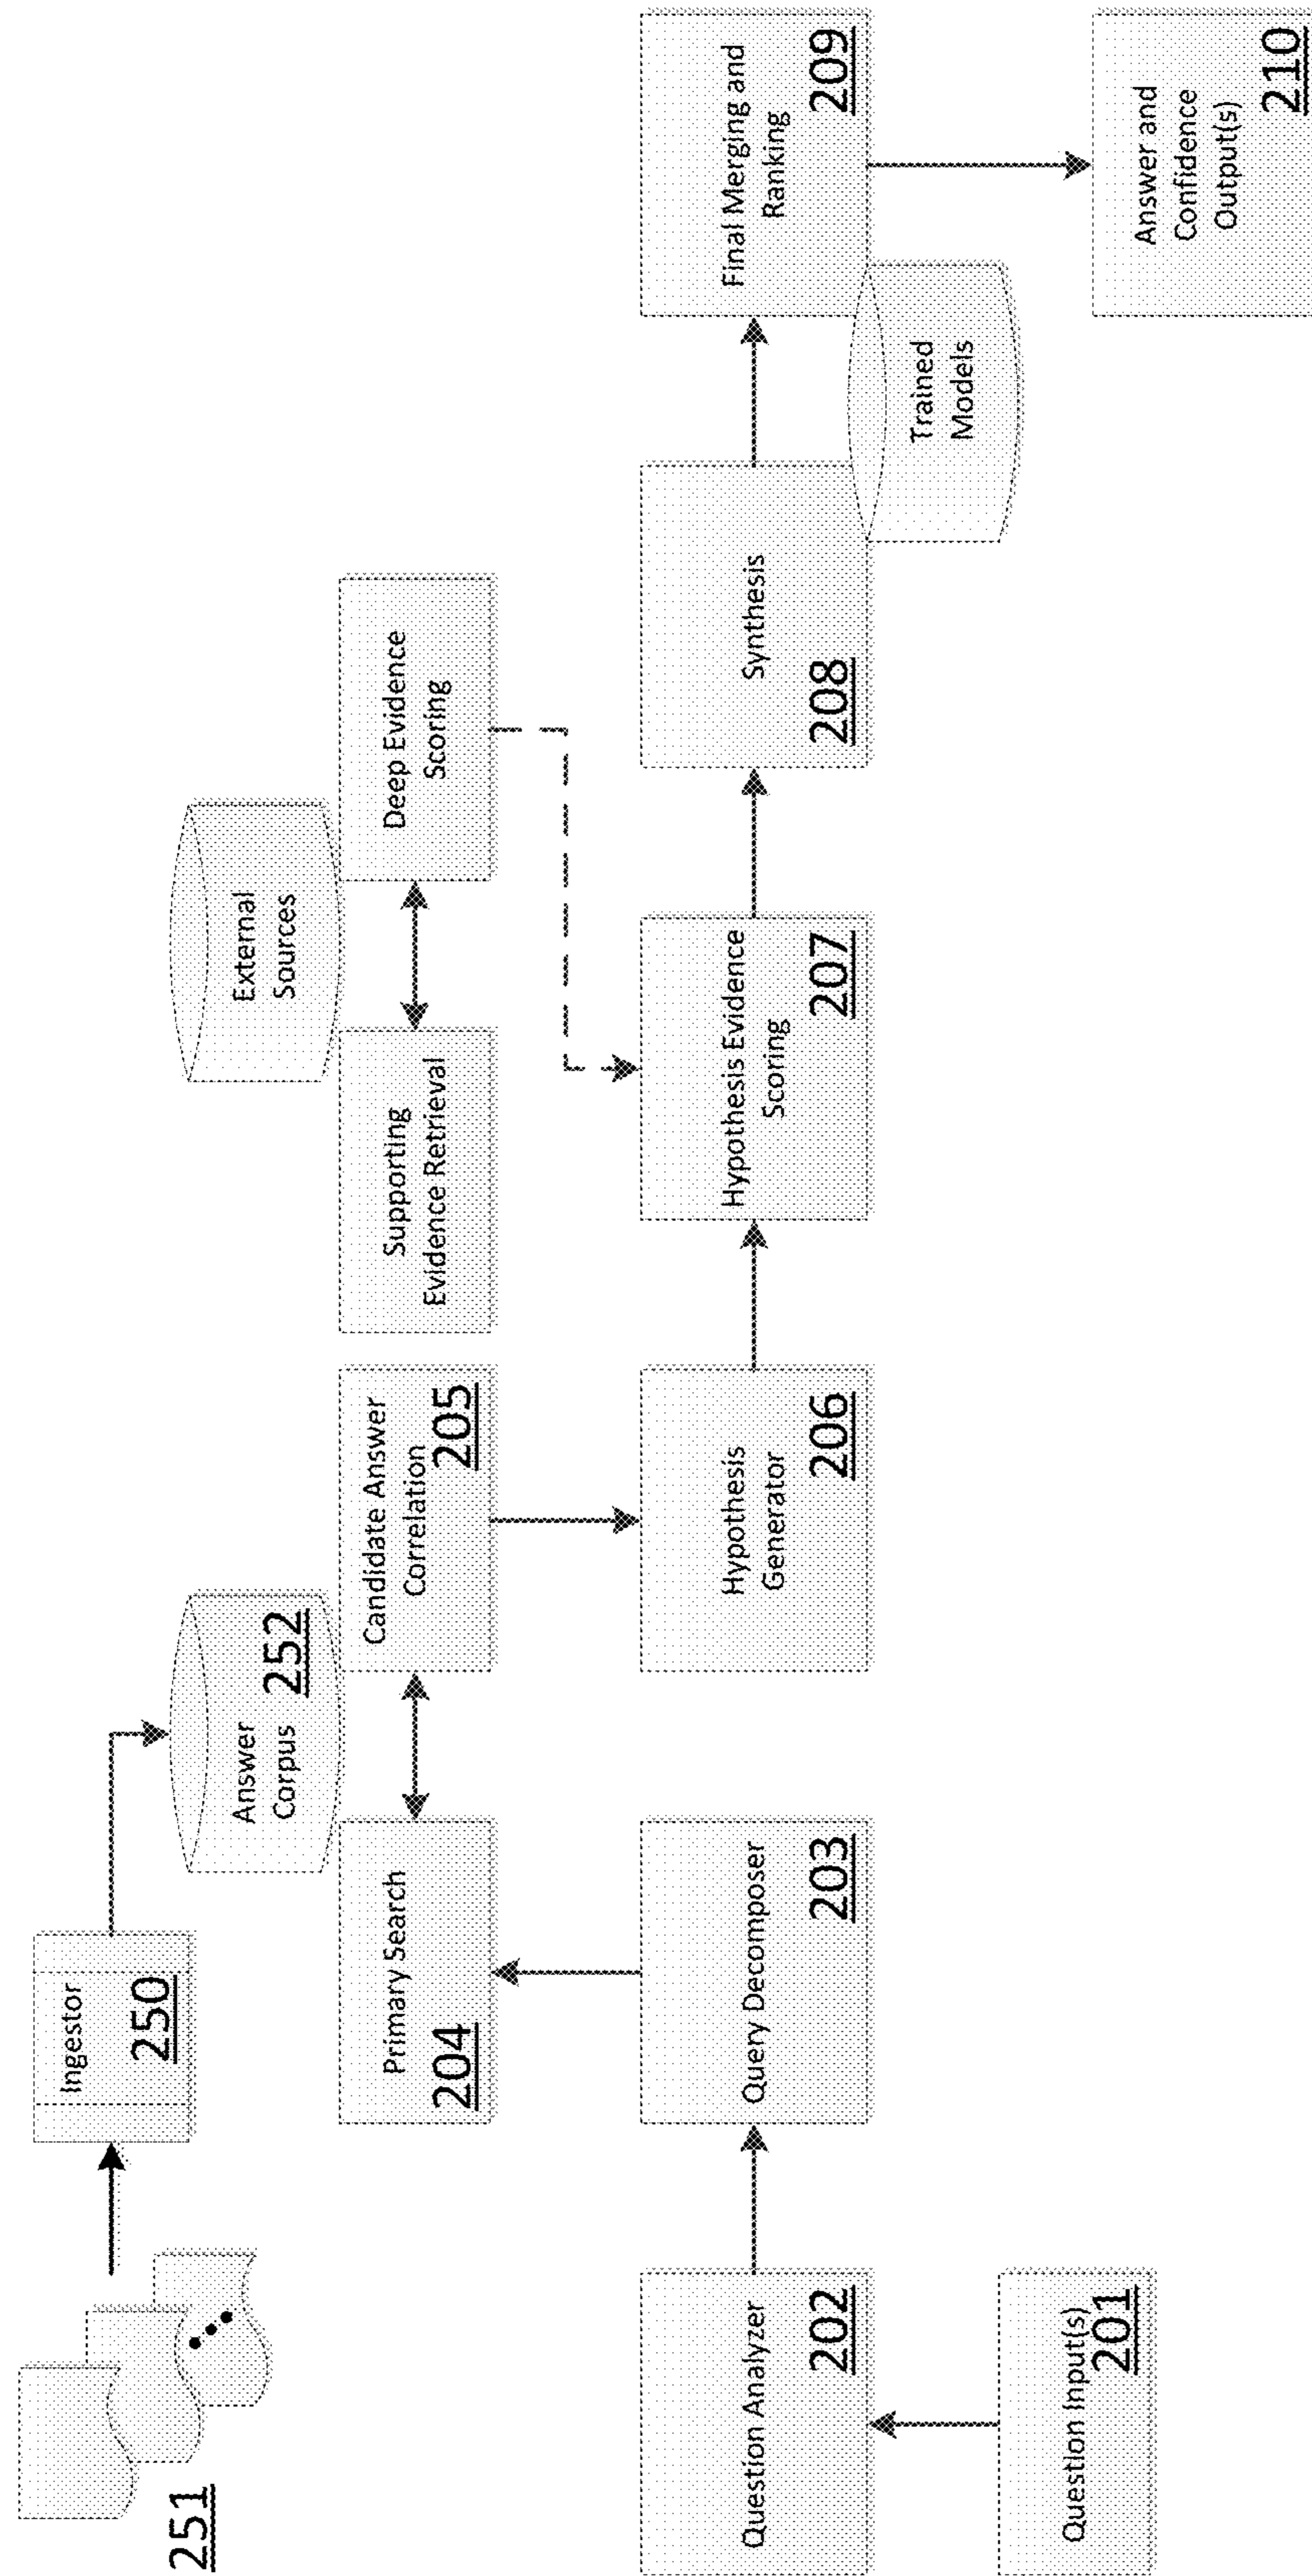 251
Ingestor
250
Answer
Corpus 252
External
Sources
Primary Search
204
Candidate Answer
Correlation
205
Supporting
Evidence Retrieval
Deep Evidence
Scoring
Question Analyzer
202
Query Decomposer
203
Hypothesis
Generator
206
Hypothesis Evidence
Scoring
207
Synthesis
208
Final Merging and
Ranking
209
Trained
Models
Question Input(s)
201
Answer and
Confidence
Output(s)
210